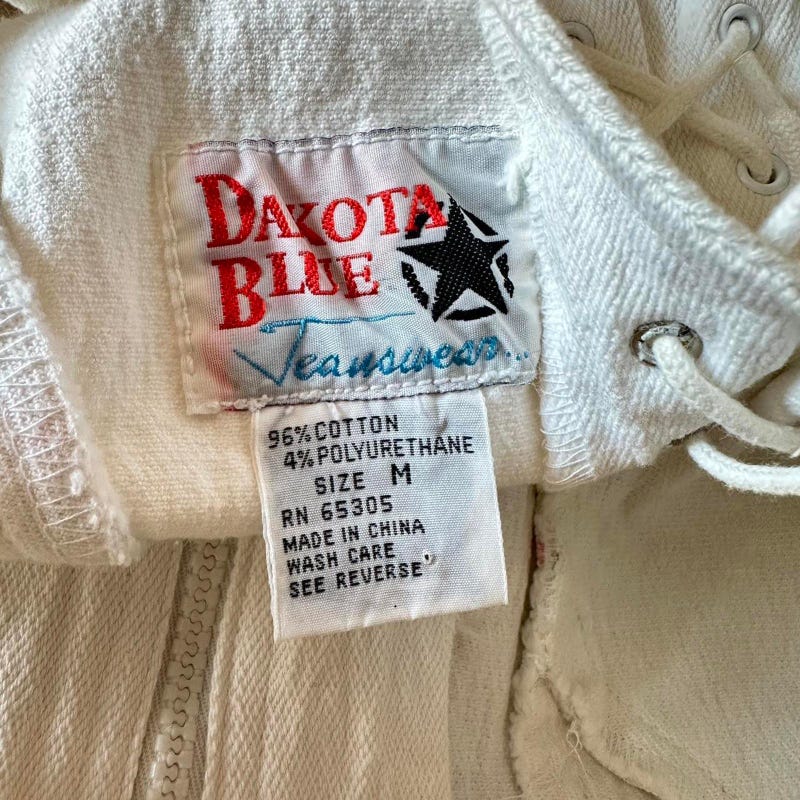 DAKOTA
BLUE
Jeanswear...
96% COTTON
4% POLYURETHANE
SIZE M
RN 65305
MADE IN CHINA
WASH CARE
SEE REVERSE